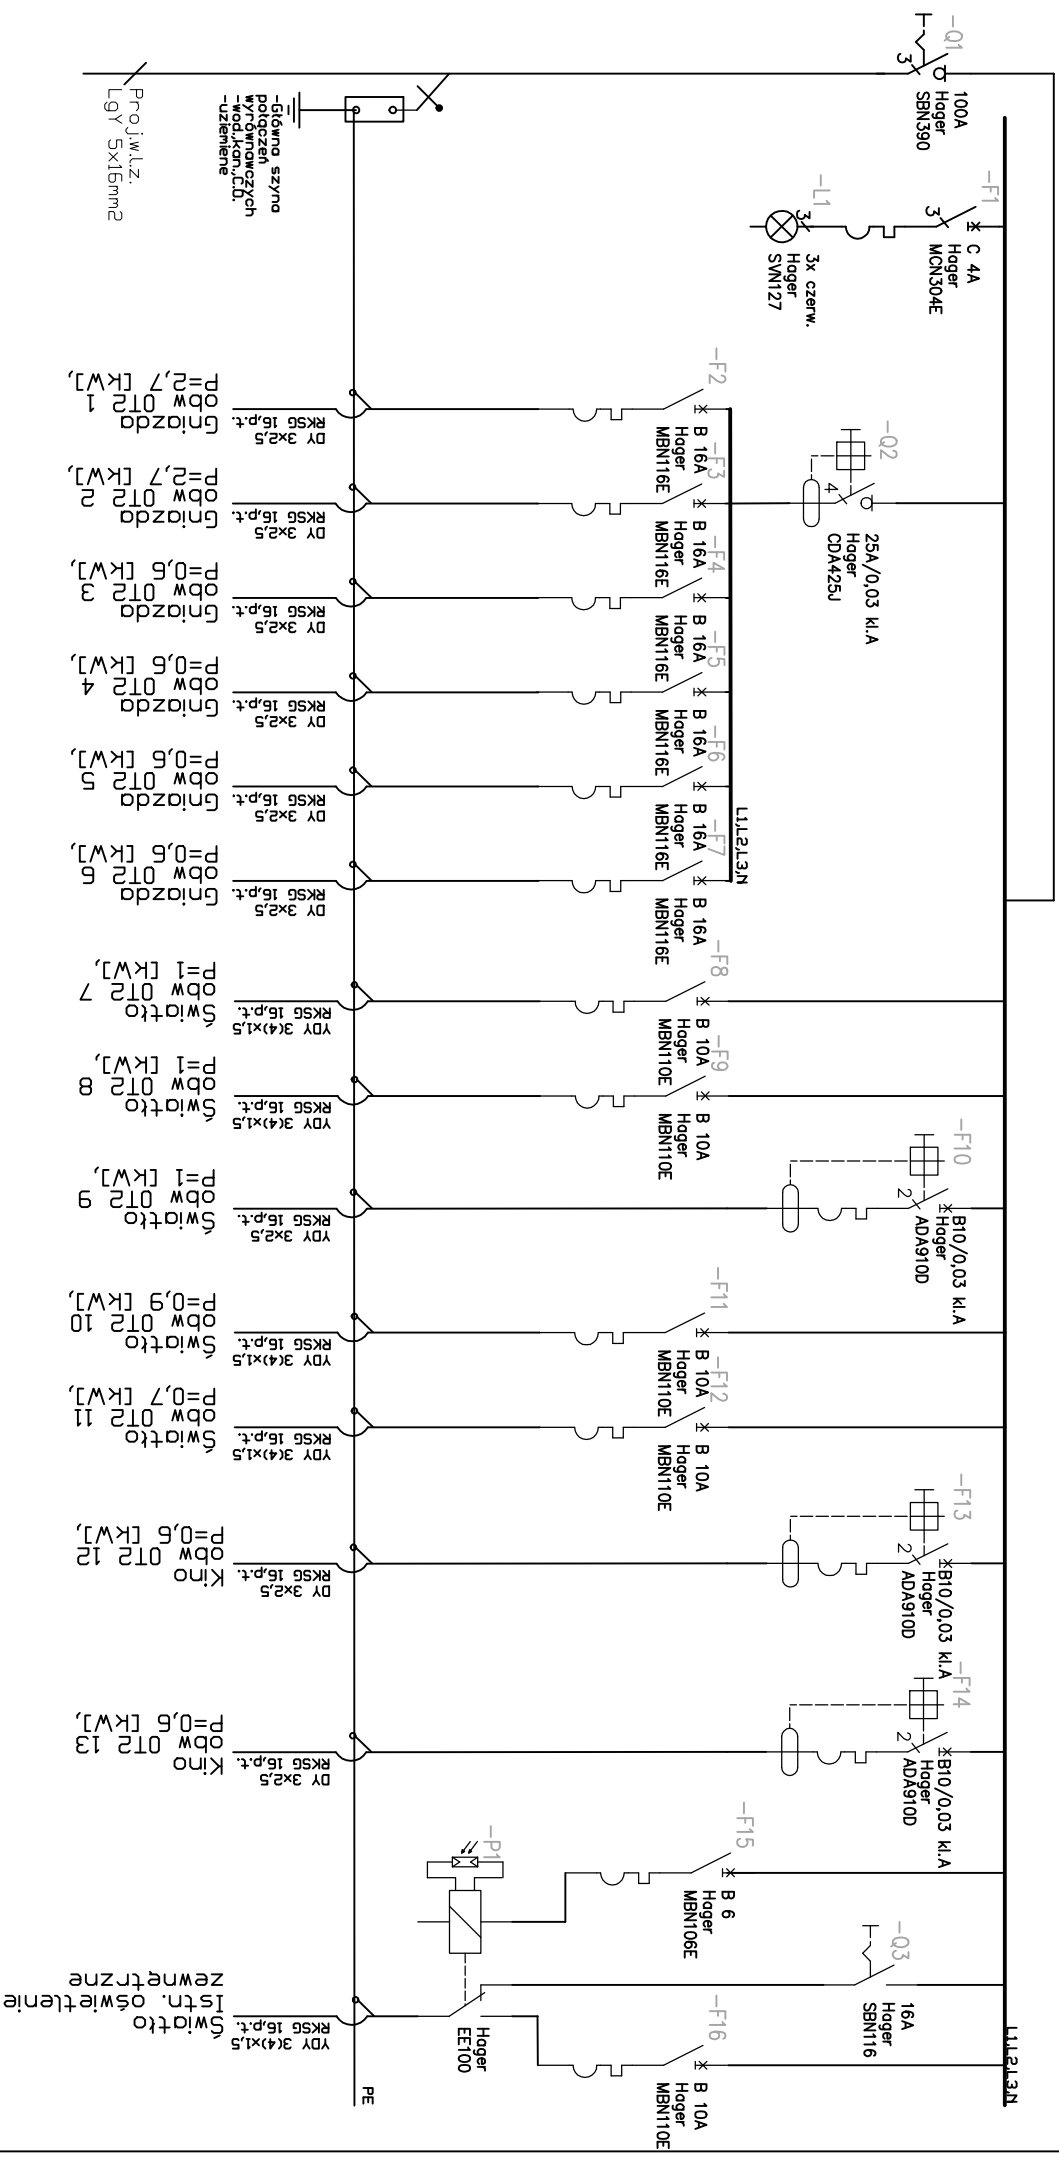 -Q1
100A
Hager
SBN390
3
-F1
C 4A
Hager
MCN304E
3
-L1
3x czerw.
Hager
SVN127
3
Proj.w.l.z.
LgY 5x16mm2
-Główna szyna
połączeń
wyrównawczych
-wod.,kan.,C.O.
-uziemiene
-Q2
25A/0,03 kl.A
Hager
CDA425J
4
L1,L2,L3,N
-F2
B 16A
Hager
MBN116E
DY 3x2,5
RKSG 16,p.t.
Gniazda
obw OT2 1
P=2,7 [kW],
-F3
B 16A
Hager
MBN116E
DY 3x2,5
RKSG 16,p.t.
Gniazda
obw OT2 2
P=2,7 [kW],
-F4
B 16A
Hager
MBN116E
DY 3x2,5
RKSG 16,p.t.
Gniazda
obw OT2 3
P=0,6 [kW],
-F5
B 16A
Hager
MBN116E
DY 3x2,5
RKSG 16,p.t.
Gniazda
obw OT2 4
P=0,6 [kW],
-F6
B 16A
Hager
MBN116E
DY 3x2,5
RKSG 16,p.t.
Gniazda
obw OT2 5
P=0,6 [kW],
-F7
B 16A
Hager
MBN116E
DY 3x2,5
RKSG 16,p.t.
Gniazda
obw OT2 6
P=0,6 [kW],
-F8
B 10A
Hager
MBN110E
YDY 3(4)x1,5
RKSG 16,p.t.
Światło
obw OT2 7
P=1 [kW],
-F9
B 10A
Hager
MBN110E
YDY 3(4)x1,5
RKSG 16,p.t.
Światło
obw OT2 8
P=1 [kW],
-F10
B10/0,03 kl.A
Hager
ADA910D
2
YDY 3x2,5
RKSG 16,p.t.
Światło
obw OT2 9
P=1 [kW],
-F11
B 10A
Hager
MBN110E
YDY 3(4)x1,5
RKSG 16,p.t.
Światło
obw OT2 10
P=0,9 [kW],
-F12
B 10A
Hager
MBN110E
YDY 3(4)x1,5
RKSG 16,p.t.
Światło
obw OT2 11
P=0,7 [kW],
-F13
B10/0,03 kl.A
Hager
ADA910D
2
DY 3x2,5
RKSG 16,p.t.
Kino
obw OT2 12
P=0,6 [kW],
-F14
B10/0,03 kl.A
Hager
ADA910D
2
DY 3x2,5
RKSG 16,p.t.
Kino
obw OT2 13
P=0,6 [kW],
-F15
B 6
Hager
MBN106E
-P1
Hager
EE100
-Q3
16A
Hager
SBN116
-F16
B 10A
Hager
MBN110E
YDY 3(4)x1,5
RKSG 16,p.t.
Światło
Istn. oświetlenie
zewnętrzne
L1,L2,L3,N
PE